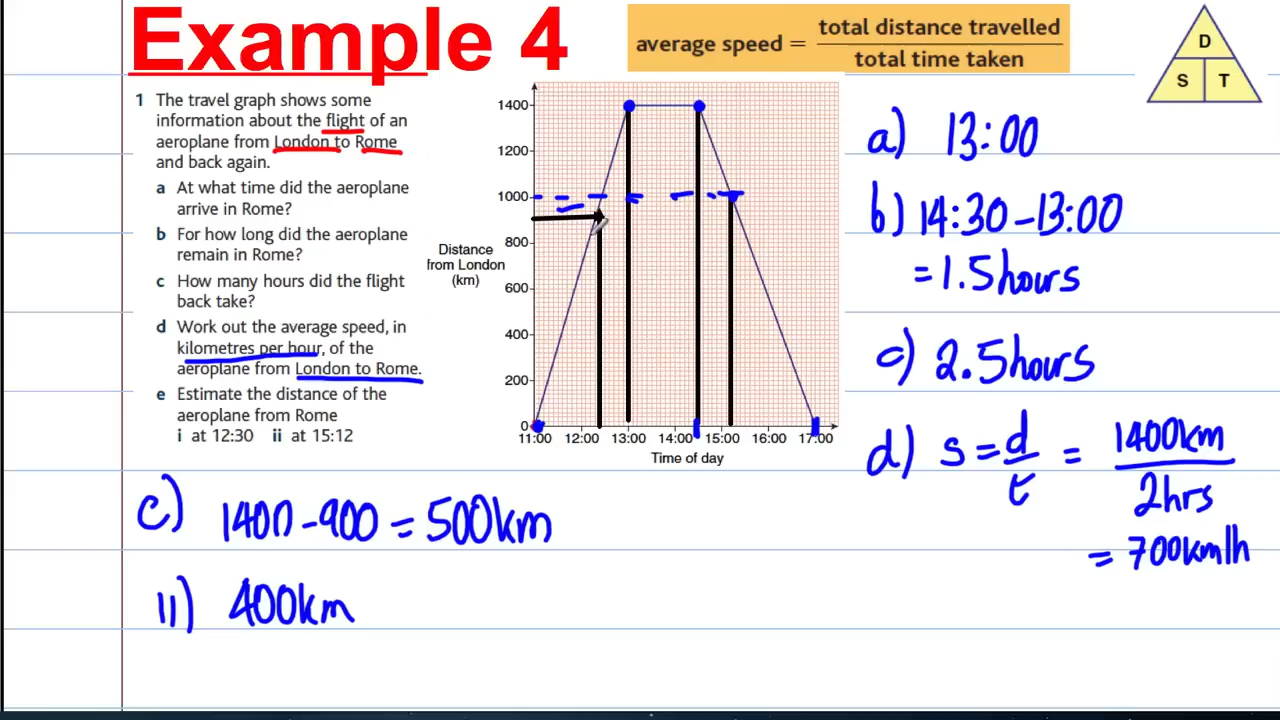 Example 4
average speed = total distance travelled / total time taken
D
S T
1 The travel graph shows some
information about the flight of an
aeroplane from London to Rome
and back again.
a At what time did the aeroplane
arrive in Rome?
b For how long did the aeroplane
remain in Rome?
c How many hours did the flight
back take?
d Work out the average speed, in
kilometres per hour, of the
aeroplane from London to Rome.
e Estimate the distance of the
aeroplane from Rome
i at 12:30 ii at 15:12
Distance
from London
(km)
1400
1200
1000
800
600
400
200
0
11:00 12:00 13:00 14:00 15:00 16:00 17:00
Time of day
a) 13:00
b) 14:30 - 13:00
= 1.5 hours
c) 2.5 hours
d) s = d/t = 1400km / 2hrs
= 700km/h
e) 1400 - 900 = 500km
ii) 400km